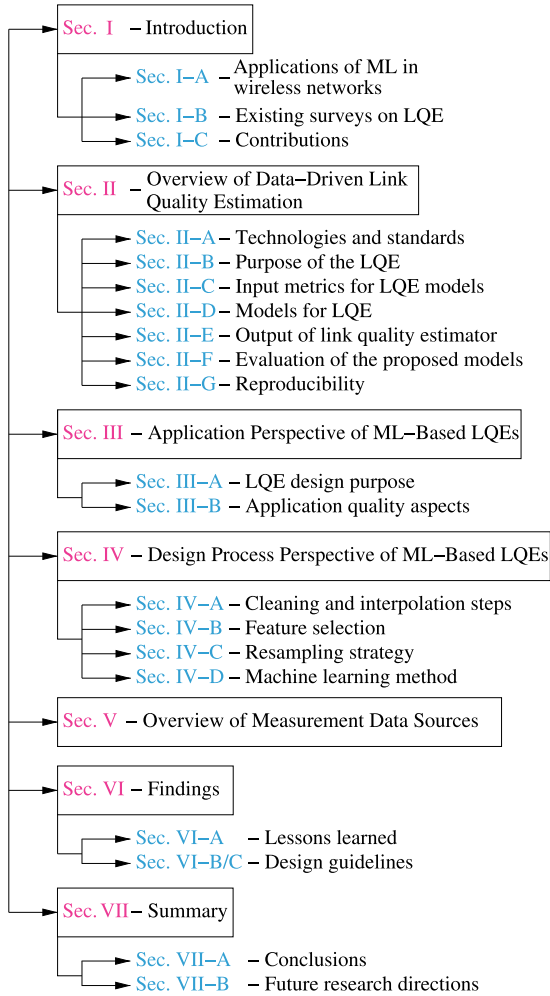 Sec. I – Introduction
Sec. I–A – Applications of ML in
wireless networks
Sec. I–B – Existing surveys on LQE
Sec. I–C – Contributions
Sec. II – Overview of Data–Driven Link
Quality Estimation
Sec. II–A – Technologies and standards
Sec. II–B – Purpose of the LQE
Sec. II–C – Input metrics for LQE models
Sec. II–D – Models for LQE
Sec. II–E – Output of link quality estimator
Sec. II–F – Evaluation of the proposed models
Sec. II–G – Reproducibility
Sec. III – Application Perspective of ML–Based LQEs
Sec. III–A – LQE design purpose
Sec. III–B – Application quality aspects
Sec. IV – Design Process Perspective of ML–Based LQEs
Sec. IV–A – Cleaning and interpolation steps
Sec. IV–B – Feature selection
Sec. IV–C – Resampling strategy
Sec. IV–D – Machine learning method
Sec. V – Overview of Measurement Data Sources
Sec. VI – Findings
Sec. VI–A – Lessons learned
Sec. VI–B/C – Design guidelines
Sec. VII – Summary
Sec. VII–A – Conclusions
Sec. VII–B – Future research directions